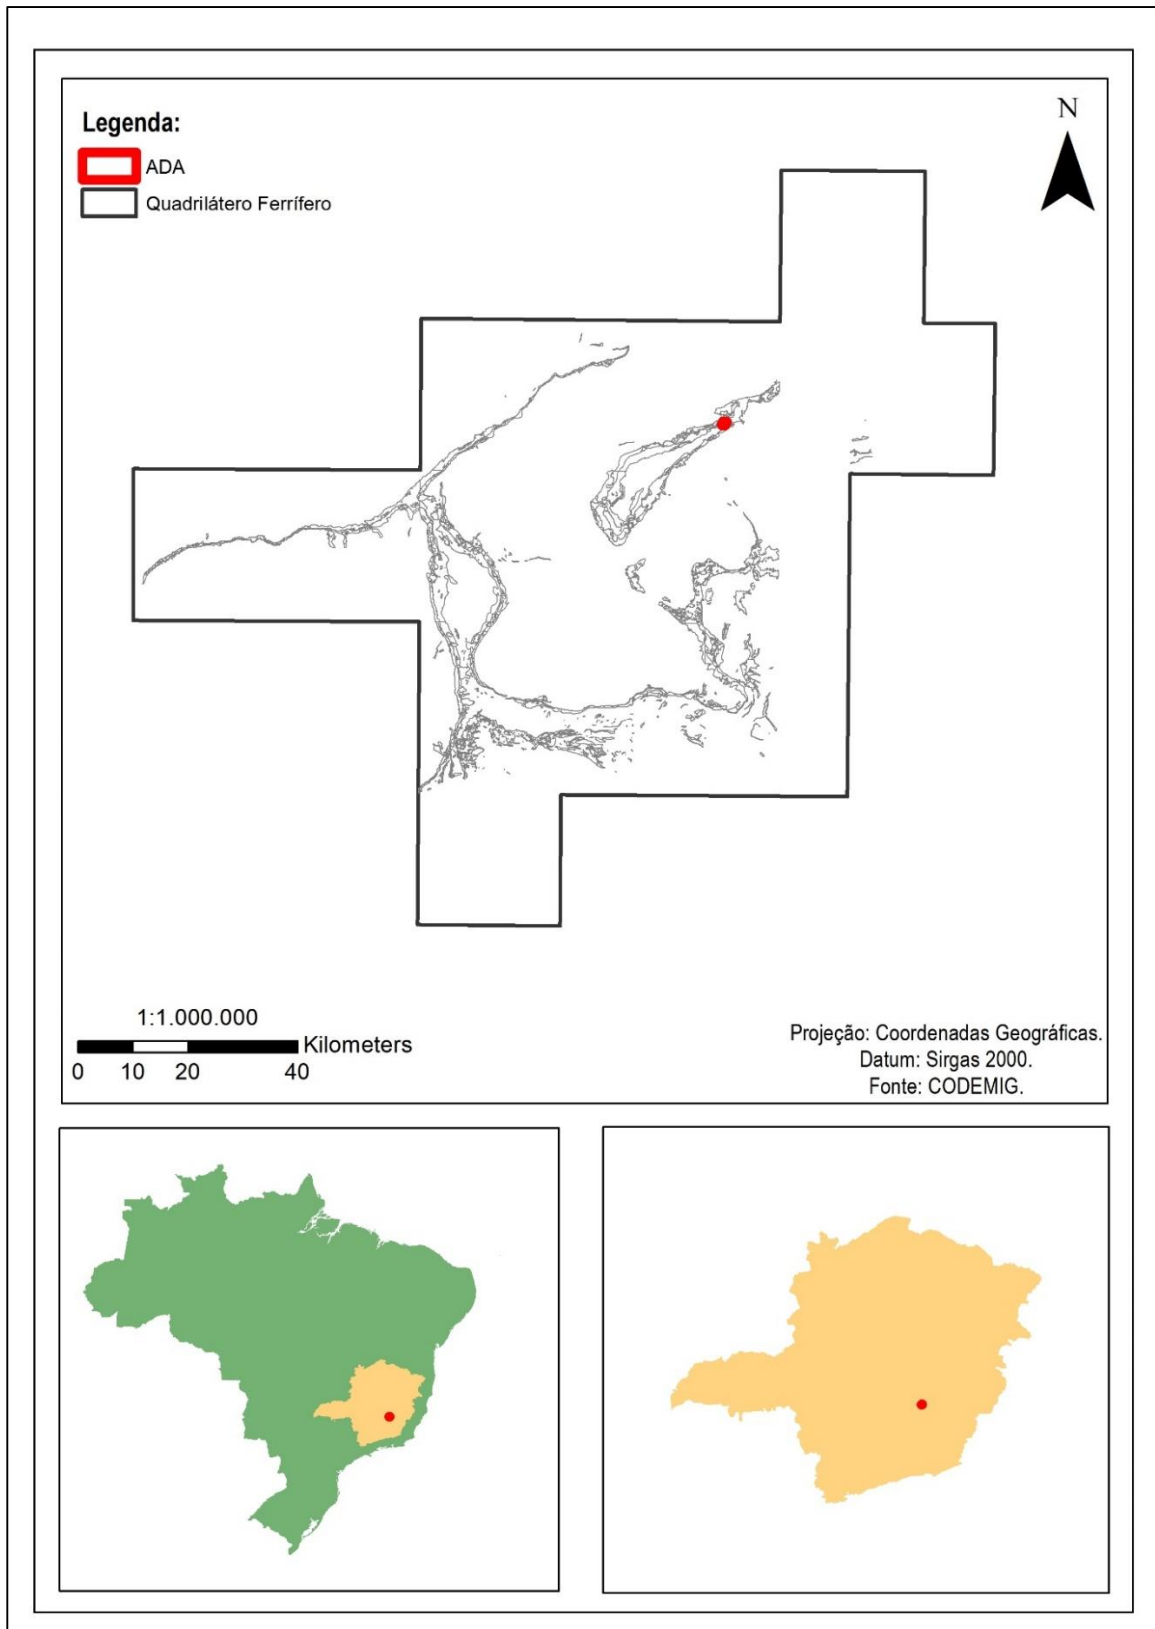 Legenda:
ADA
Quadrilátero Ferrífero
N
1:1.000.000
Kilometers
0 10 20 40
Projeção: Coordenadas Geográficas.
Datum: Sirgas 2000.
Fonte: CODEMIG.